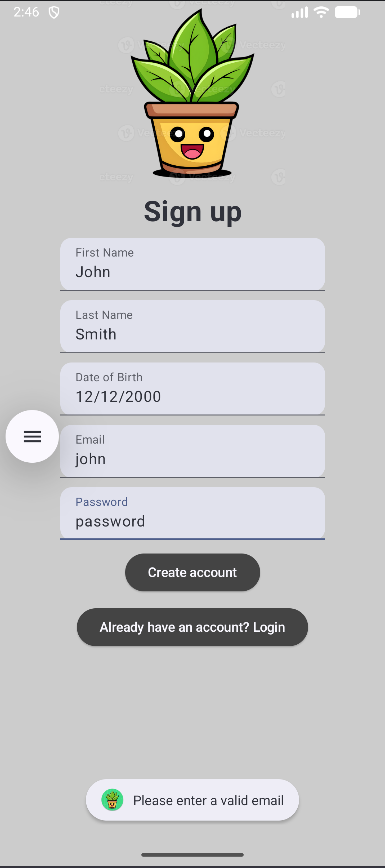 2:46
Sign up
First Name
John
Last Name
Smith
Date of Birth
12/12/2000
Email
john
Password
password
Create account
Already have an account? Login
Please enter a valid email